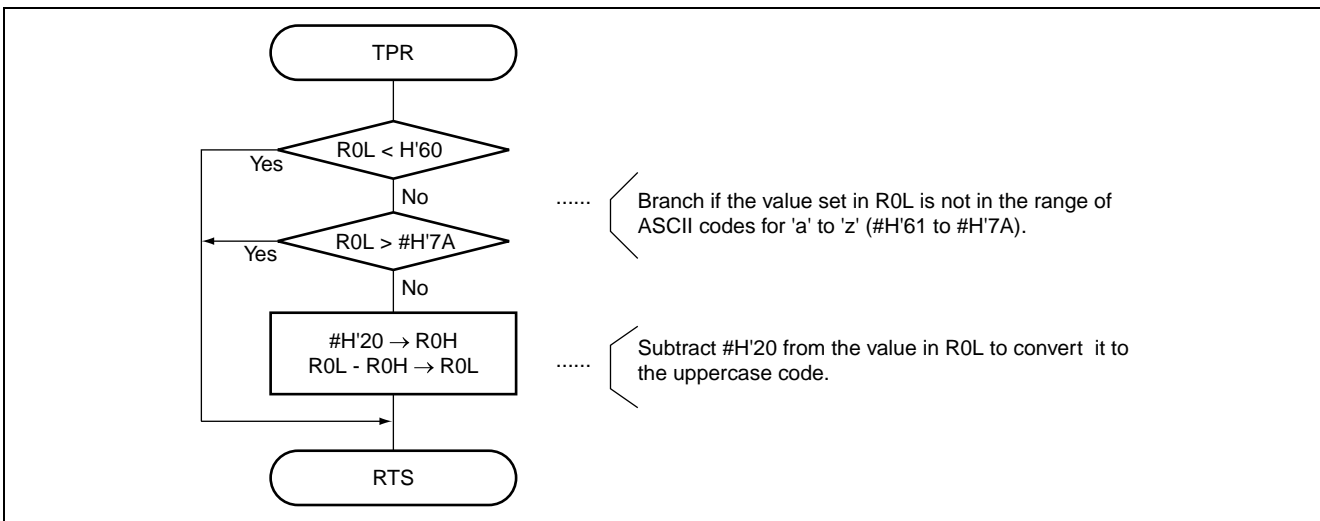 TPR
R0L < H'60
Yes
No
...... Branch if the value set in R0L is not in the range of
ASCII codes for 'a' to 'z' (#H'61 to #H'7A).
R0L > #H'7A
Yes
No
#H'20 → R0H
R0L - R0H → R0L
...... Subtract #H'20 from the value in R0L to convert it to
the uppercase code.
RTS